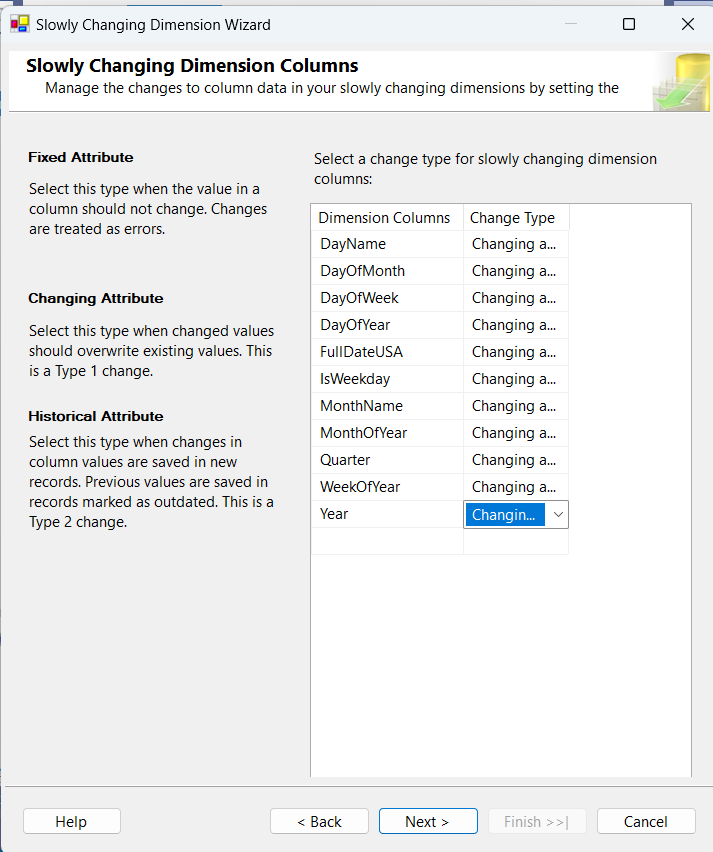 Slowly Changing Dimension Wizard
Slowly Changing Dimension Columns
Manage the changes to column data in your slowly changing dimensions by setting the
Fixed Attribute
Select this type when the value in a
column should not change. Changes
are treated as errors.
Changing Attribute
Select this type when changed values
should overwrite existing values. This
is a Type 1 change.
Historical Attribute
Select this type when changes in
column values are saved in new
records. Previous values are saved in
records marked as outdated. This is a
Type 2 change.
Select a change type for slowly changing dimension
columns:
Dimension Columns Change Type
DayName Changing a...
DayOfMonth Changing a...
DayOfWeek Changing a...
DayOfYear Changing a...
FullDateUSA Changing a...
IsWeekday Changing a...
MonthName Changing a...
MonthOfYear Changing a...
Quarter Changing a...
WeekOfYear Changing a...
Year Changin...
Help < Back Next > Finish >>| Cancel